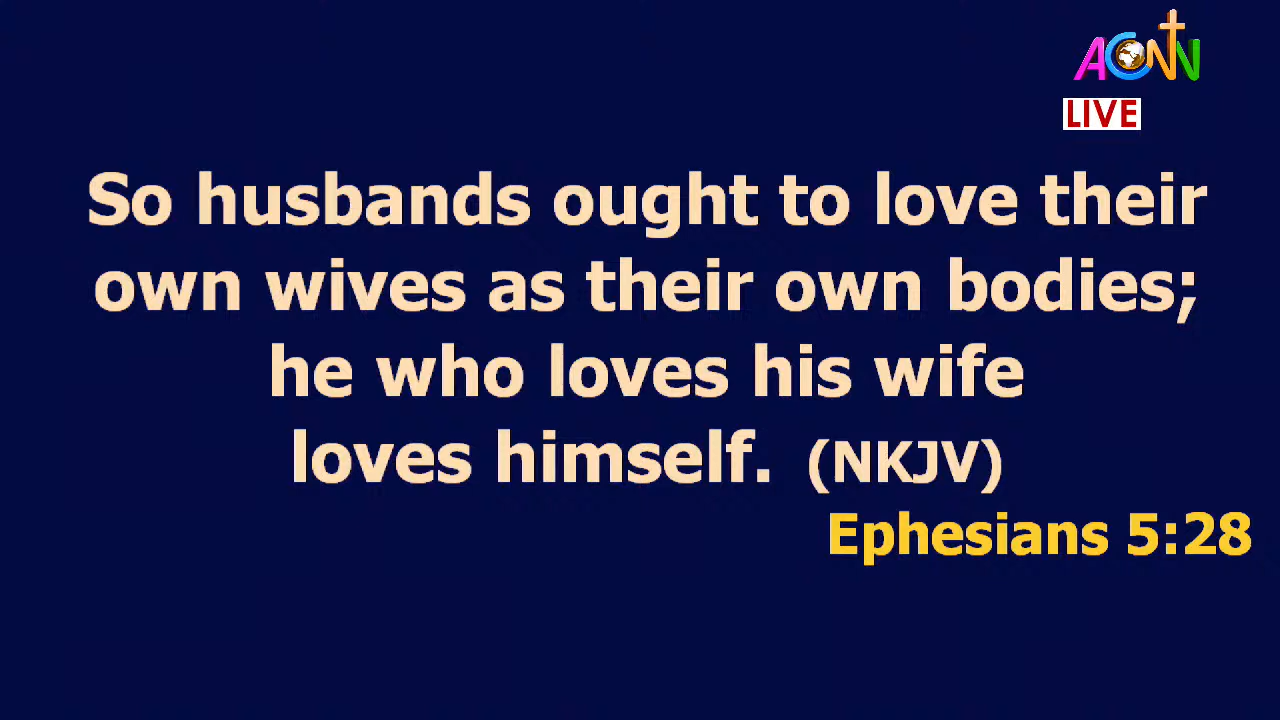 ACNN
LIVE
So husbands ought to love their
own wives as their own bodies;
he who loves his wife
loves himself. (NKJV)
Ephesians 5:28